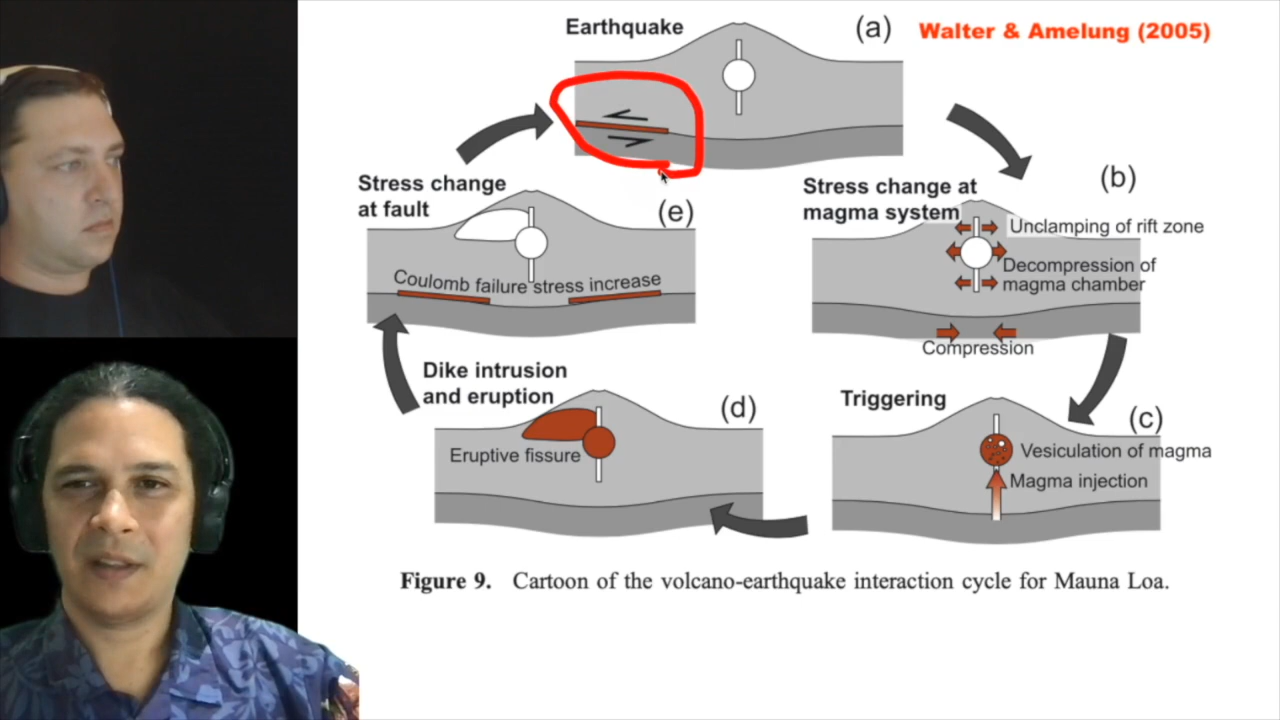 Earthquake
(a)
Walter & Amelung (2005)
Stress change at
magma system
(b)
Unclamping of rift zone
Decompression of
magma chamber
Compression
Triggering
(c)
Vesiculation of magma
Magma injection
Dike intrusion
and eruption
(d)
Eruptive fissure
Stress change
at fault
(e)
Coulomb failure stress increase
Figure 9. Cartoon of the volcano-earthquake interaction cycle for Mauna Loa.